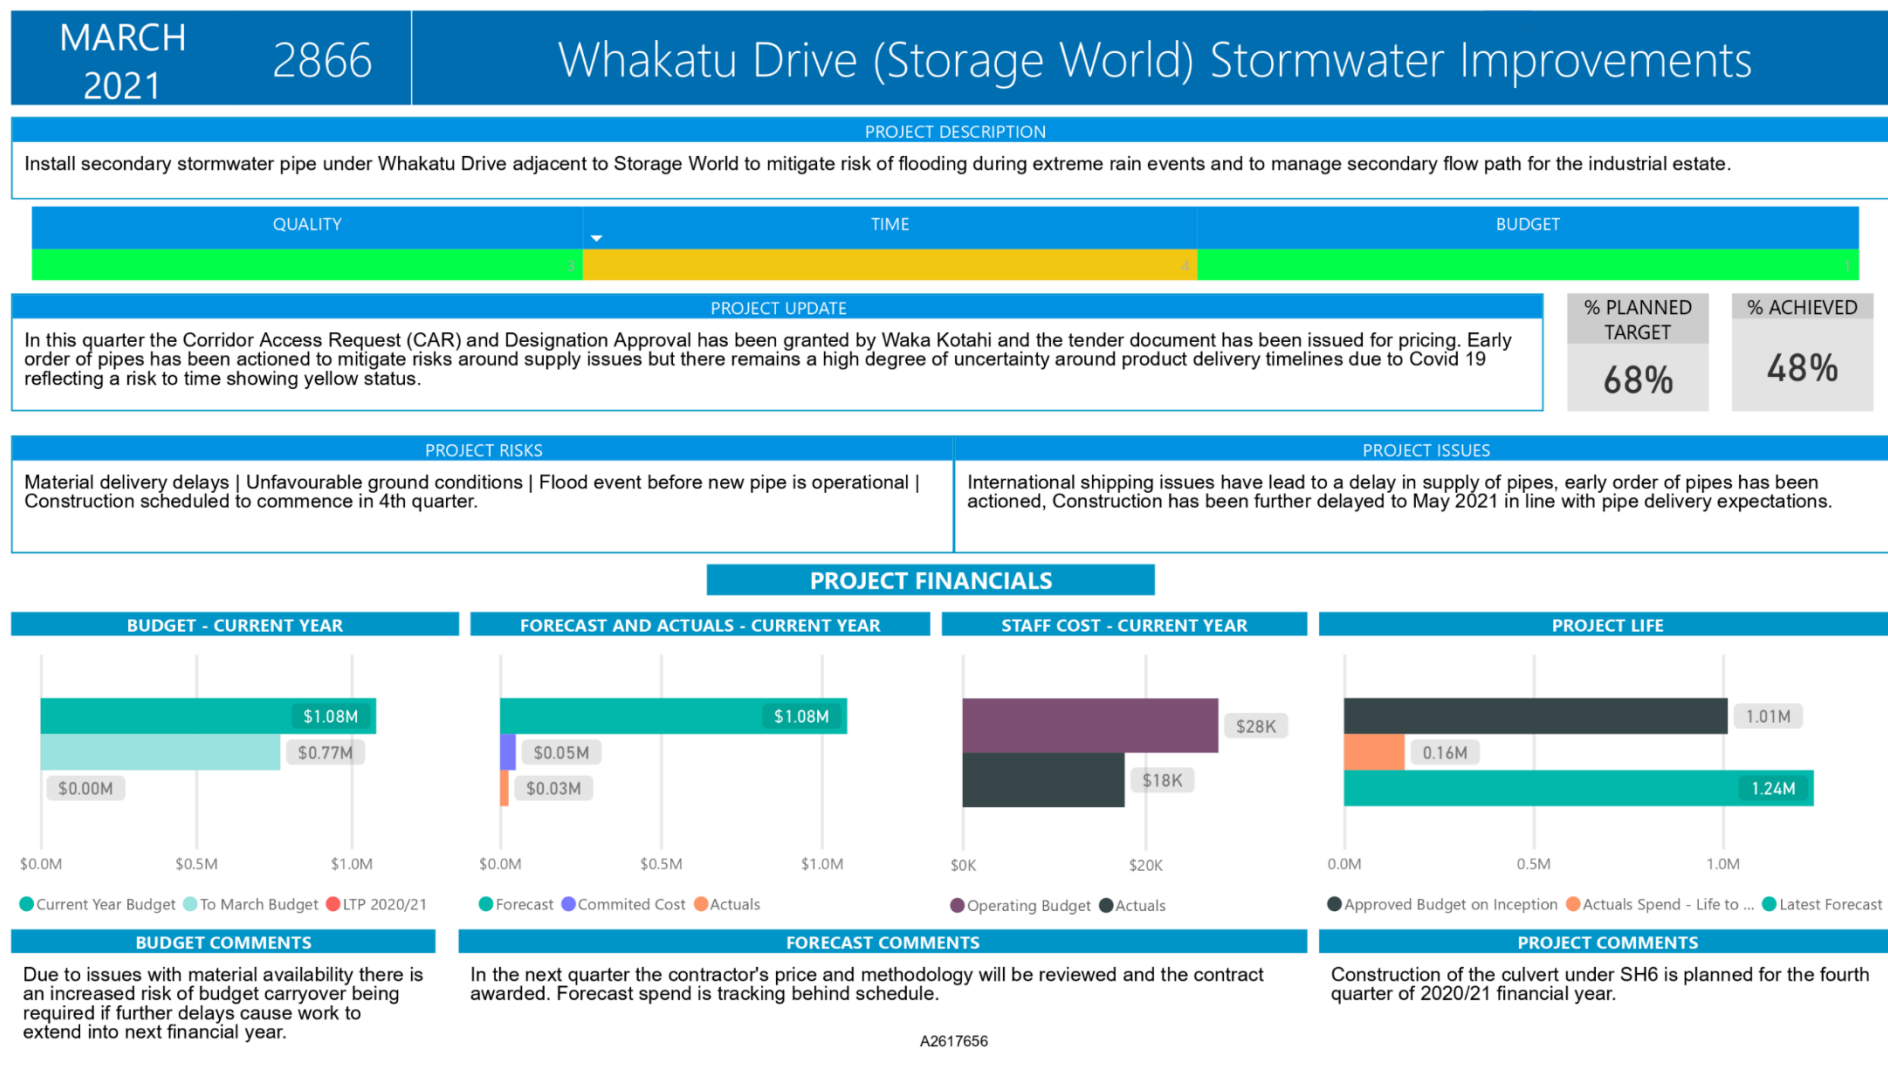 MARCH
2021
2866
Whakatu Drive (Storage World) Stormwater Improvements
PROJECT DESCRIPTION
Install secondary stormwater pipe under Whakatu Drive adjacent to Storage World to mitigate risk of flooding during extreme rain events and to manage secondary flow path for the industrial estate.
QUALITY
TIME
BUDGET
3
4
1
PROJECT UPDATE
In this quarter the Corridor Access Request (CAR) and Designation Approval has been granted by Waka Kotahi and the tender document has been issued for pricing. Early
order of pipes has been actioned to mitigate risks around supply issues but there remains a high degree of uncertainty around product delivery timelines due to Covid 19
reflecting a risk to time showing yellow status.
% PLANNED
TARGET
68%
% ACHIEVED
48%
PROJECT RISKS
Material delivery delays | Unfavourable ground conditions | Flood event before new pipe is operational |
Construction scheduled to commence in 4th quarter.
PROJECT ISSUES
International shipping issues have lead to a delay in supply of pipes, early order of pipes has been
actioned, Construction has been further delayed to May 2021 in line with pipe delivery expectations.
PROJECT FINANCIALS
BUDGET - CURRENT YEAR
$1.08M
$0.77M
$0.00M
$0.0M $0.5M $1.0M
Current Year Budget To March Budget LTP 2020/21
FORECAST AND ACTUALS - CURRENT YEAR
$1.08M
$0.05M
$0.03M
$0.0M $0.5M $1.0M
Forecast Commited Cost Actuals
STAFF COST - CURRENT YEAR
$28K
$18K
$0K $20K
Operating Budget Actuals
PROJECT LIFE
1.01M
0.16M
1.24M
0.0M 0.5M 1.0M
Approved Budget on Inception Actuals Spend - Life to ... Latest Forecast
BUDGET COMMENTS
Due to issues with material availability there is
an increased risk of budget carryover being
required if further delays cause work to
extend into next financial year.
FORECAST COMMENTS
In the next quarter the contractor's price and methodology will be reviewed and the contract
awarded. Forecast spend is tracking behind schedule.
PROJECT COMMENTS
Construction of the culvert under SH6 is planned for the fourth
quarter of 2020/21 financial year.
A2617656